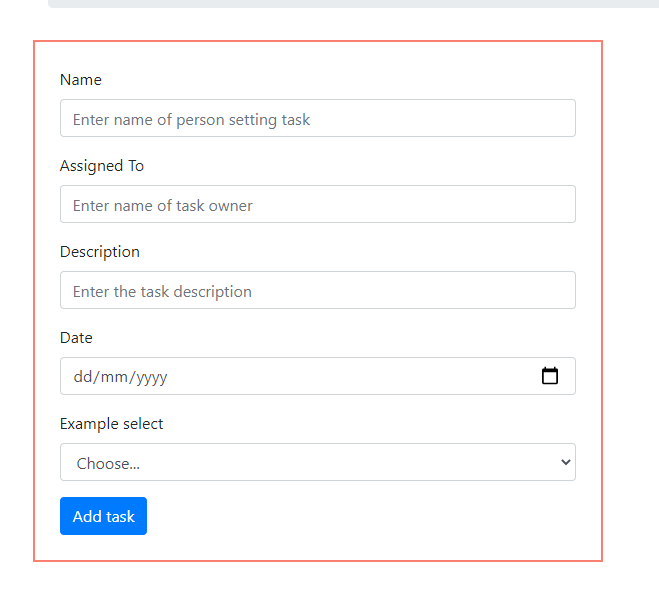 Name
Enter name of person setting task
Assigned To
Enter name of task owner
Description
Enter the task description
Date
dd/mm/yyyy
Example select
Choose...
Add task